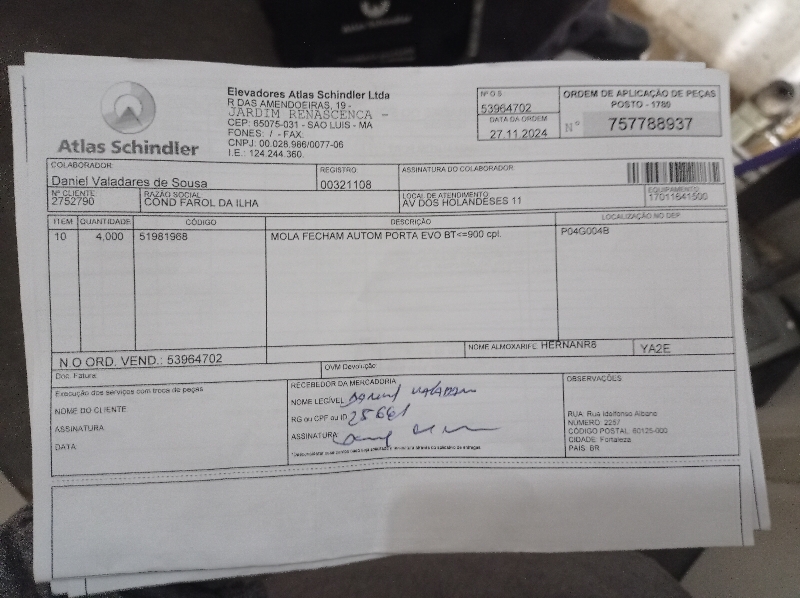 Atlas Schindler
Elevadores Atlas Schindler Ltda
R DAS AMENDOEIRAS, 19 -
JARDIM RENASCENCA -
CEP: 65075-031 - SAO LUIS - MA
FONES: / - FAX:
CNPJ: 00.028.986/0077-06
I.E.: 124.244.360.
Nº O.S.
53964702
DATA DA ORDEM
27.11.2024
ORDEM DE APLICAÇÃO DE PEÇAS
POSTO - 1789
Nº 757788937
COLABORADOR:
Daniel Valadares de Sousa
REGISTRO:
00321108
ASSINATURA DO COLABORADOR:
Nº CLIENTE
2752790
RAZÃO SOCIAL
COND FAROL DA ILHA
LOCAL DE ATENDIMENTO
AV DOS HOLANDESES 11
EQUIPAMENTO
17011641500
ITEM QUANTIDADE CÓDIGO DESCRIÇÃO LOCALIZAÇÃO NO DEP.
10 4,000 51981968 MOLA FECHAM AUTOM PORTA EVO BT<=900 cpl. P04G004B
N.O ORD. VEND.: 53964702
NOME ALMOXARIFE: HERNANR8 YA2E
Doc. Fatura:
OVM Devolução
Execução dos serviços com troca de peças
NOME DO CLIENTE
ASSINATURA
DATA
RECEBEDOR DA MERCADORIA
NOME LEGÍVEL
RG ou CPF ou ID 25661
ASSINATURA
OBSERVAÇÕES
RUA: Rua Idelfonso Albano
NÚMERO: 2257
CÓDIGO POSTAL: 60125-000
CIDADE: Fortaleza
PAIS: BR